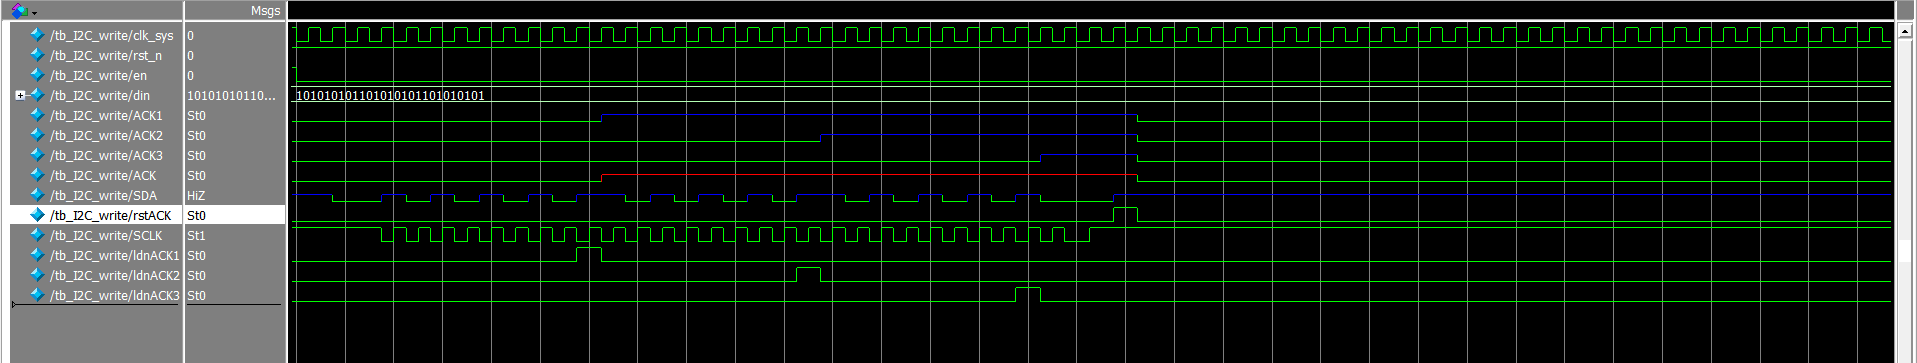 Msgs
/tb_I2C_write/clk_sys 0
/tb_I2C_write/rst_n 0
/tb_I2C_write/en 0
/tb_I2C_write/din 10101010110... 10101010110101010110101010​1
/tb_I2C_write/ACK1 St0
/tb_I2C_write/ACK2 St0
/tb_I2C_write/ACK3 St0
/tb_I2C_write/ACK St0
/tb_I2C_write/SDA HiZ
/tb_I2C_write/rstACK St0
/tb_I2C_write/SCLK St1
/tb_I2C_write/ldnACK1 St0
/tb_I2C_write/ldnACK2 St0
/tb_I2C_write/ldnACK3 St0